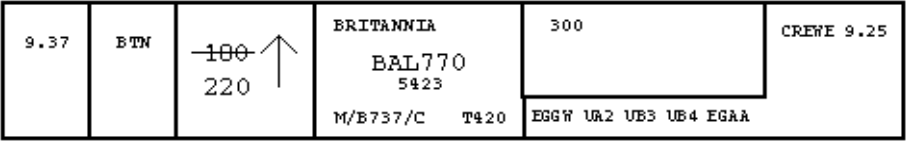 9.37
BTN
180
220
BRITANNIA
BAL770
5423
M/B737/C T420
300
EGGW UA2 UB3 UB4 EGAA
CREWE 9.25